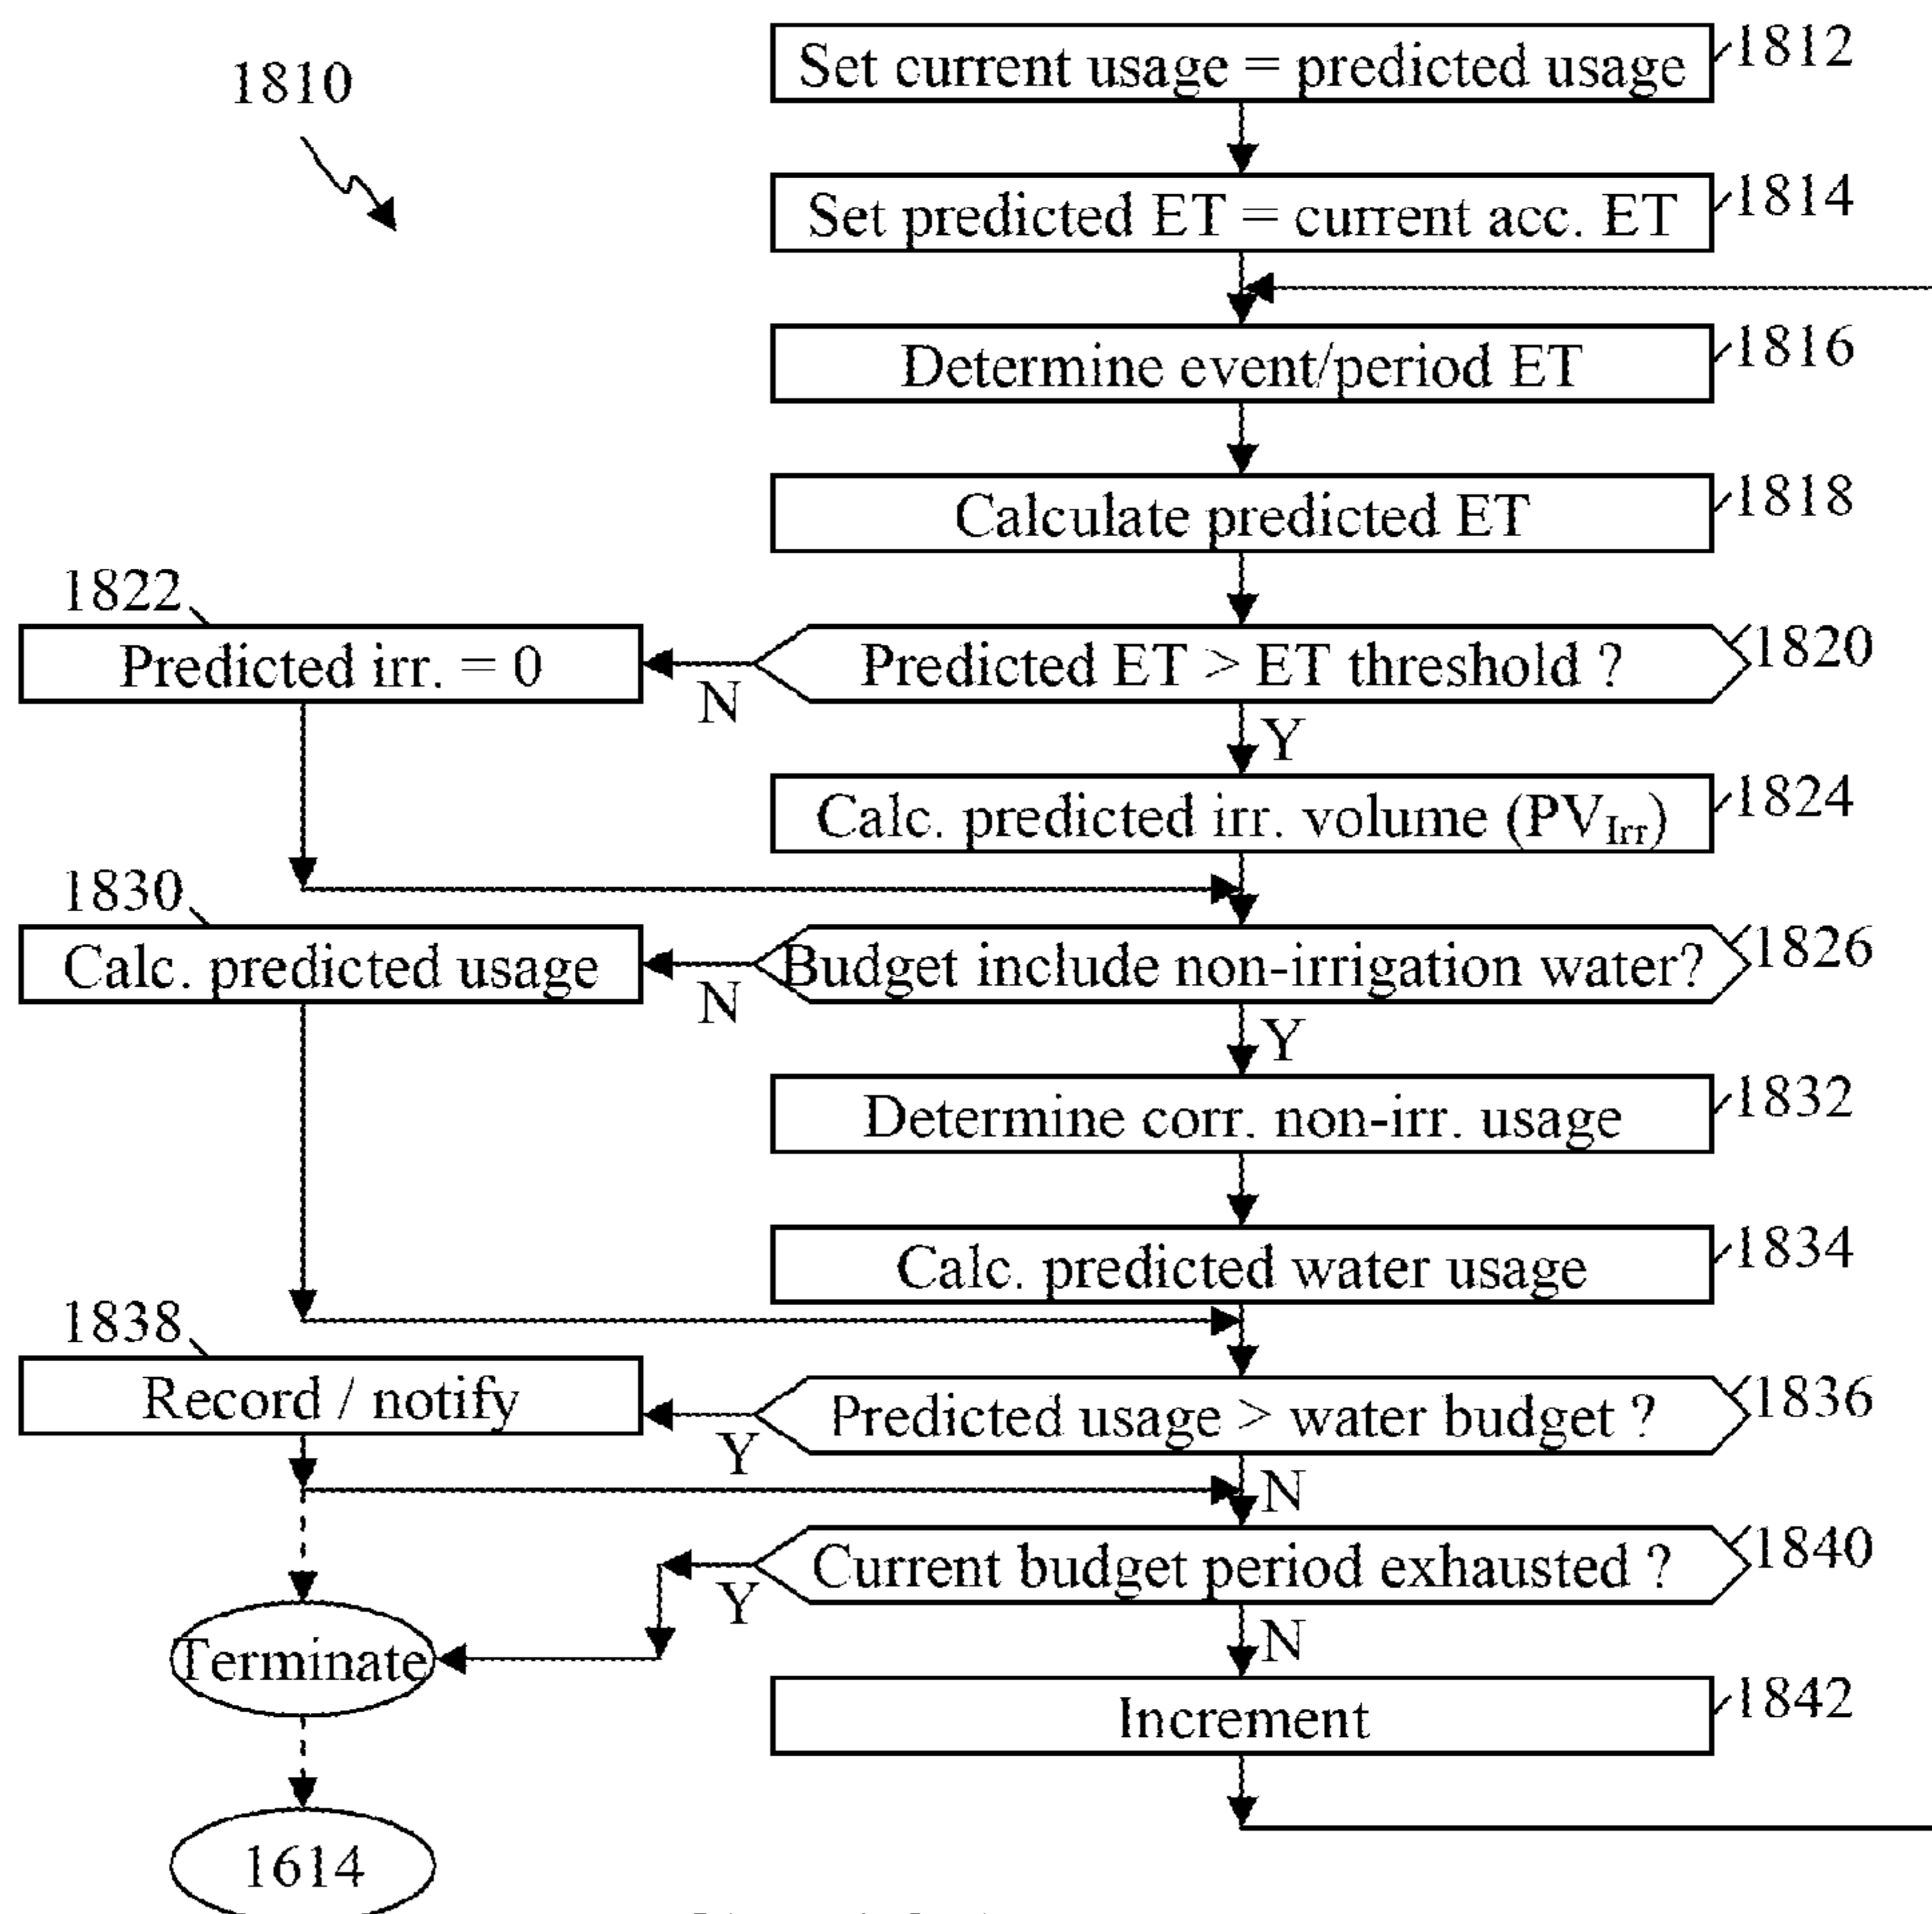 1810
Set current usage = predicted usage
1812
Set predicted ET = current acc. ET
1814
Determine event/period ET
1816
Calculate predicted ET
1818
1822
Predicted irr. = 0
N
Predicted ET > ET threshold ?
1820
Y
Calc. predicted irr. volume (PVIrr)
1824
1830
Calc. predicted usage
N
Budget include non-irrigation water?
1826
Y
Determine corr. non-irr. usage
1832
Calc. predicted water usage
1834
1838
Record / notify
Y
Predicted usage > water budget ?
1836
N
Current budget period exhausted ?
1840
Y
N
Terminate
Increment
1842
1614